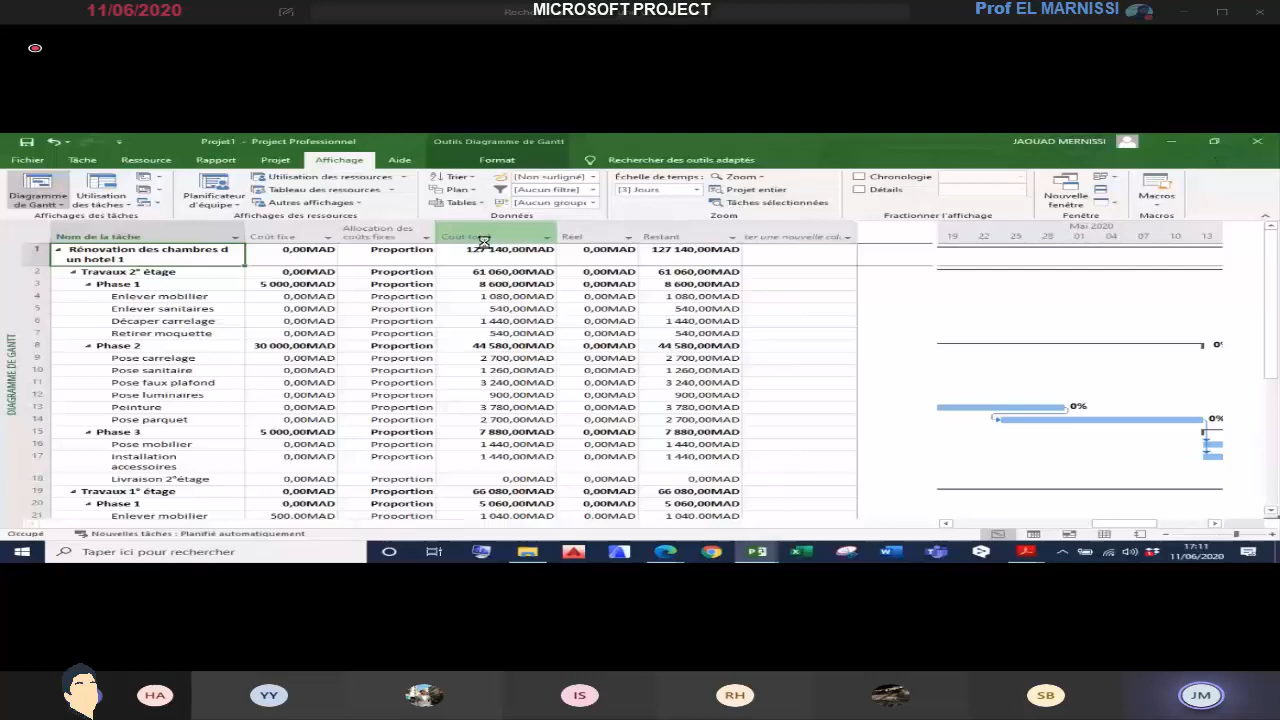 11/06/2020
MICROSOFT PROJECT
Prof EL MARNISSI
Projet1 - Project Professionnel
Outils Diagramme de Gantt
JAOUAD MERNISSI
Fichier Tâche Ressource Rapport Projet Affichage Aide Format Rechercher des outils adaptés
Diagramme de Gantt
Utilisation des tâches
Planificateur d'équipe
Utilisation des ressources
Tableau des ressources
Autres affichages
Trier
Plan
Tables
[Non surligné]
[Aucun filtre]
[Aucun groupe
Échelle de temps :
[3] Jours
Zoom
Projet entier
Tâches sélectionnées
Chronologie
Détails
Nouvelle fenêtre
Macros
Affichages des tâches Affichages des ressources Données Zoom Fractionner l'affichage Fenêtre Macros
Nom de la tâche Coût fixe Allocation des coûts fixes Réel Restant
Mai 2020
19 22 25 28 01 04 07 10 13
1 Rénovation des chambres d un hotel 1 0,00MAD Proportion 127 140,00MAD 0,00MAD 127 140,00MAD
2 Travaux 2° étage 0,00MAD Proportion 61 060,00MAD 0,00MAD 61 060,00MAD
3 Phase 1 5 000,00MAD Proportion 8 600,00MAD 0,00MAD 8 600,00MAD
4 Enlever mobilier 0,00MAD Proportion 1 080,00MAD 0,00MAD 1 080,00MAD
5 Enlever sanitaires 0,00MAD Proportion 540,00MAD 0,00MAD 540,00MAD
6 Décaper carrelage 0,00MAD Proportion 1 440,00MAD 0,00MAD 1 440,00MAD
7 Retirer moquette 0,00MAD Proportion 540,00MAD 0,00MAD 540,00MAD
8 Phase 2 30 000,00MAD Proportion 44 580,00MAD 0,00MAD 44 580,00MAD
9 Pose carrelage 0,00MAD Proportion 2 700,00MAD 0,00MAD 2 700,00MAD
10 Pose sanitaire 0,00MAD Proportion 1 260,00MAD 0,00MAD 1 260,00MAD
11 Pose faux plafond 0,00MAD Proportion 3 240,00MAD 0,00MAD 3 240,00MAD
12 Pose luminaires 0,00MAD Proportion 900,00MAD 0,00MAD 900,00MAD
13 Peinture 0,00MAD Proportion 3 780,00MAD 0,00MAD 3 780,00MAD 0%
14 Pose parquet 0,00MAD Proportion 2 700,00MAD 0,00MAD 2 700,00MAD 0%
15 Phase 3 5 000,00MAD Proportion 7 880,00MAD 0,00MAD 7 880,00MAD
16 Pose mobilier 0,00MAD Proportion 1 440,00MAD 0,00MAD 1 440,00MAD
17 Installation accessoires 0,00MAD Proportion 1 440,00MAD 0,00MAD 1 440,00MAD
18 Livraison 2°étage 0,00MAD Proportion 0,00MAD 0,00MAD 0,00MAD
19 Travaux 1° étage 0,00MAD Proportion 66 080,00MAD 0,00MAD 66 080,00MAD
20 Phase 1 0,00MAD Proportion 5 060,00MAD 0,00MAD 5 060,00MAD
21 Enlever mobilier 500,00MAD Proportion 1 040,00MAD 0,00MAD 1 040,00MAD
DIAGRAMME DE GANTT
Occupé Nouvelles tâches : Planifié automatiquement
Taper ici pour rechercher
17:11
11/06/2020
HA YY IS RH SB JM